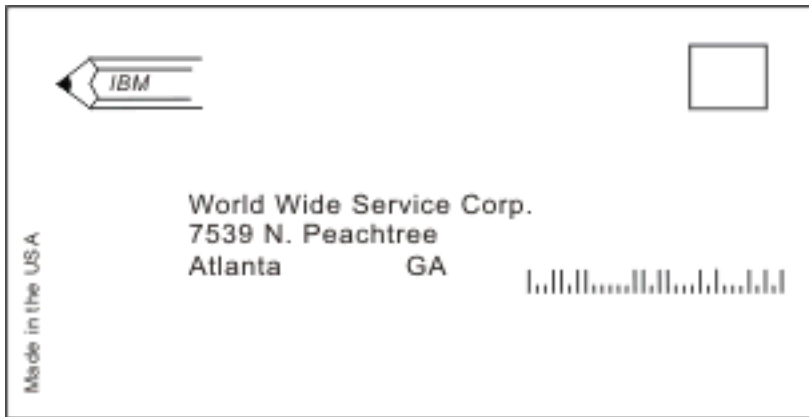 IBM
World Wide Service Corp.
7539 N. Peachtree
Atlanta GA
Made in the USA